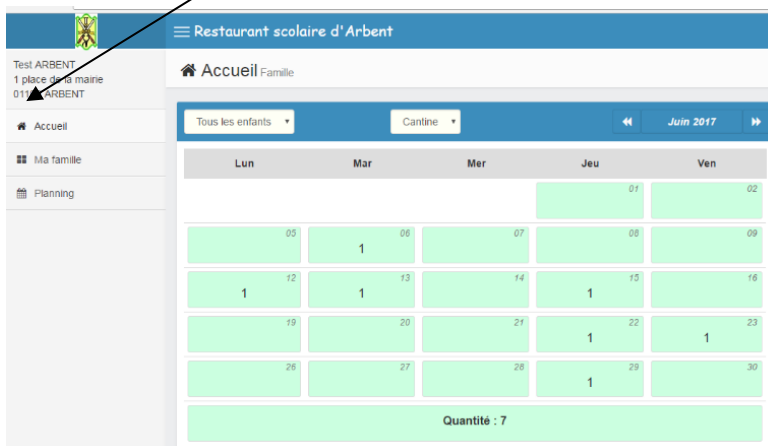 Restaurant scolaire d'Arbent
Test ARBENT
1 place de la mairie
ARBENT
Accueil
Ma famille
Planning
Accueil Famille
Tous les enfants Cantine Juin 2017
Lun Mar Mer Jeu Ven
01 02
05 06 07 08 09
1
12 13 14 15 16
1 1 1
19 20 21 22 23
1 1
26 27 28 29 30
1
Quantité : 7